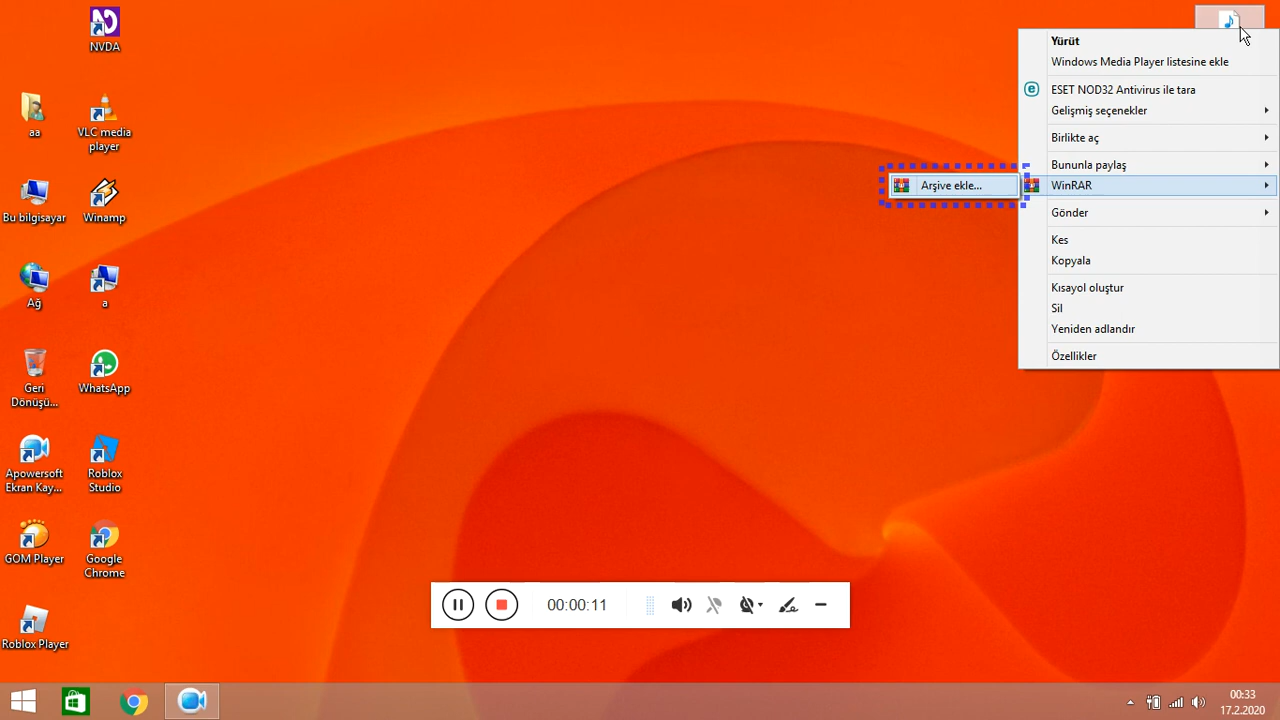 NVDA
aa
VLC media
player
Bu bilgisayar
Winamp
Ağ
a
Geri
Dönüşü...
WhatsApp
Apowersoft
Ekran Kay...
Roblox
Studio
GOM Player
Google
Chrome
Roblox Player
Yürüt
Windows Media Player listesine ekle
ESET NOD32 Antivirus ile tara
Gelişmiş seçenekler
Birlikte aç
Bununla paylaş
WinRAR
Arşive ekle...
Gönder
Kes
Kopyala
Kısayol oluştur
Sil
Yeniden adlandır
Özellikler
00:00:11
00:33
17.2.2020